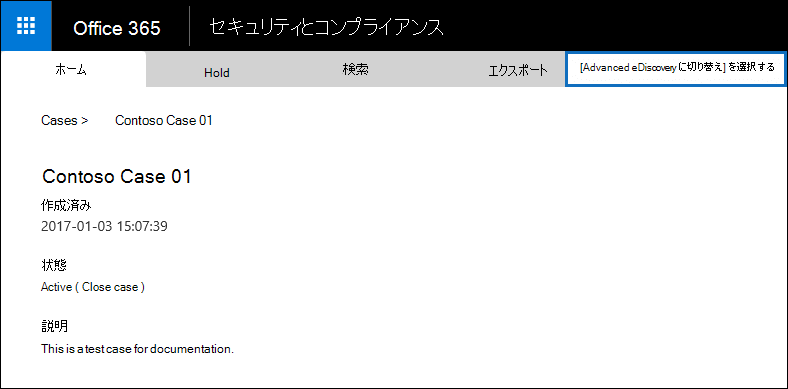 Office 365 セキュリティとコンプライアンス
ホーム Hold 検索 エクスポート [Advanced eDiscovery に切り替え] を選択する
Cases > Contoso Case 01
Contoso Case 01
作成済み
2017-01-03 15:07:39
状態
Active ( Close case )
説明
This is a test case for documentation.